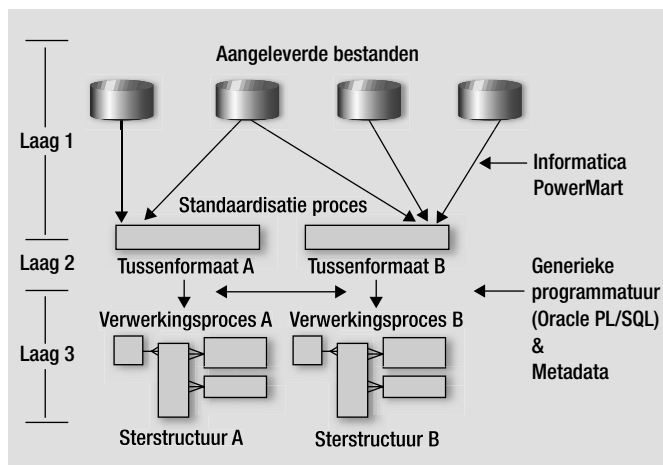 Aangeleverde bestanden
Laag 1
Informatica
PowerMart
Standaardisatie proces
Laag 2
Tussenformaat A
Tussenformaat B
Generieke
programmatuur
(Oracle PL/SQL)
&
Metadata
Verwerkingsproces A
Verwerkingsproces B
Laag 3
Sterstructuur A
Sterstructuur B